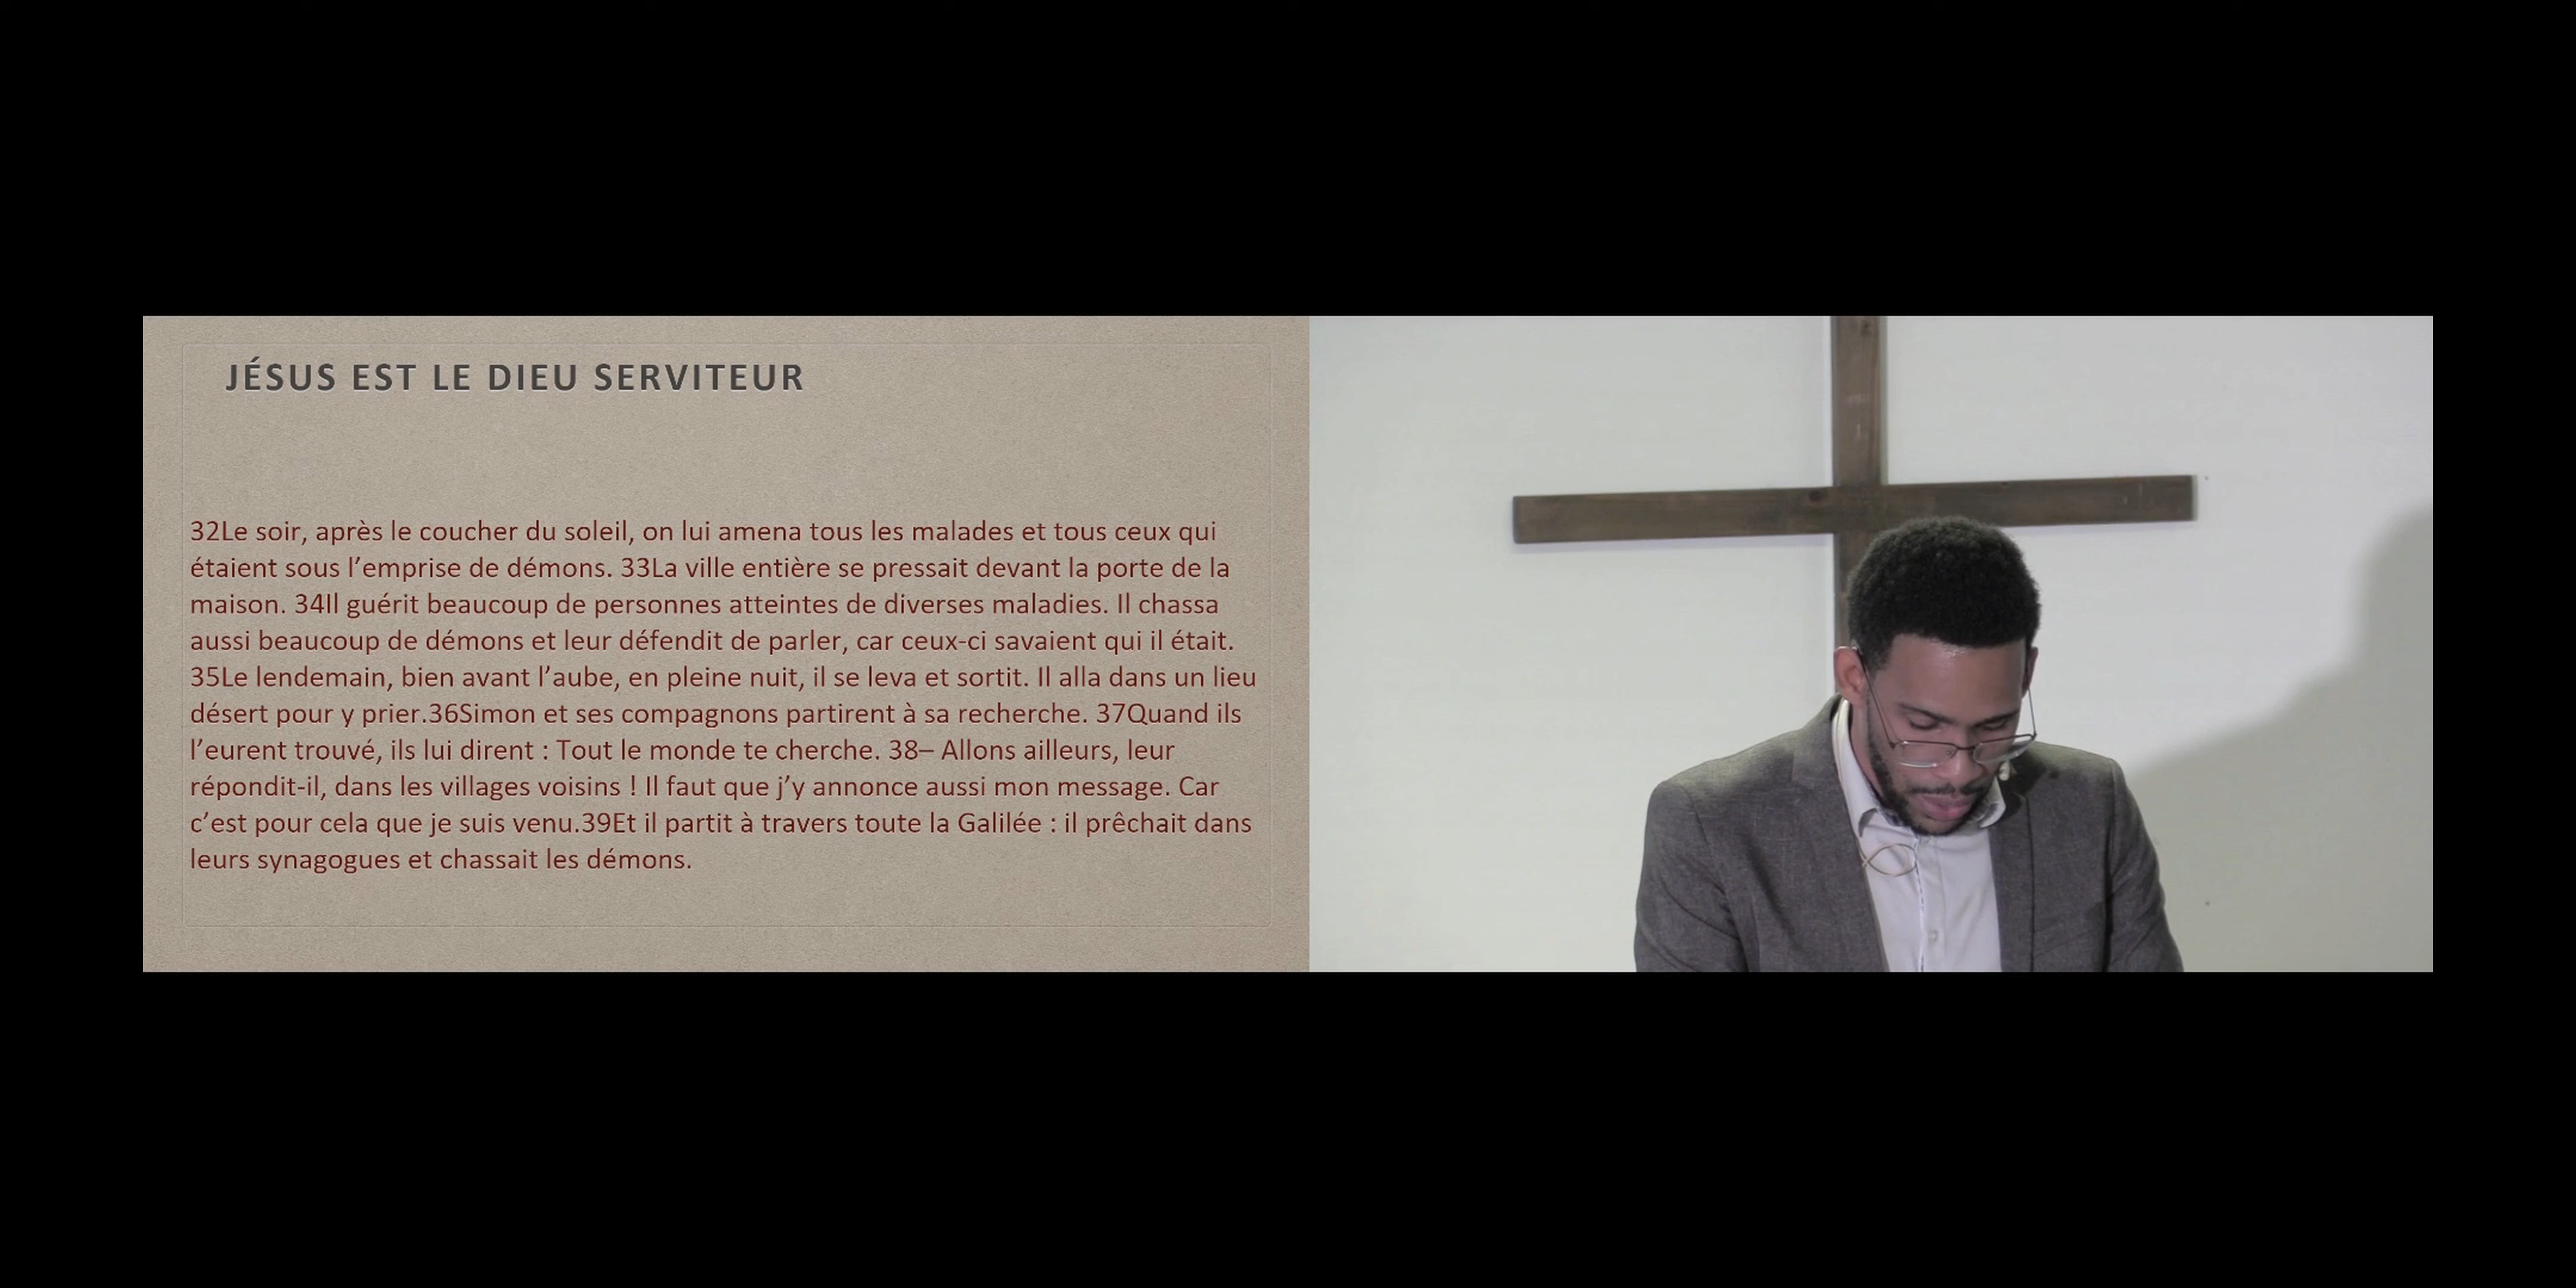 JÉSUS EST LE DIEU SERVITEUR
32Le soir, après le coucher du soleil, on lui amena tous les malades et tous ceux qui
étaient sous l’emprise de démons. 33La ville entière se pressait devant la porte de la
maison. 34Il guérit beaucoup de personnes atteintes de diverses maladies. Il chassa
aussi beaucoup de démons et leur défendit de parler, car ceux-ci savaient qui il était.
35Le lendemain, bien avant l’aube, en pleine nuit, il se leva et sortit. Il alla dans un lieu
désert pour y prier.36Simon et ses compagnons partirent à sa recherche. 37Quand ils
l’eurent trouvé, ils lui dirent : Tout le monde te cherche. 38– Allons ailleurs, leur
répondit-il, dans les villages voisins ! Il faut que j’y annonce aussi mon message. Car
c’est pour cela que je suis venu.39Et il partit à travers toute la Galilée : il prêchait dans
leurs synagogues et chassait les démons.